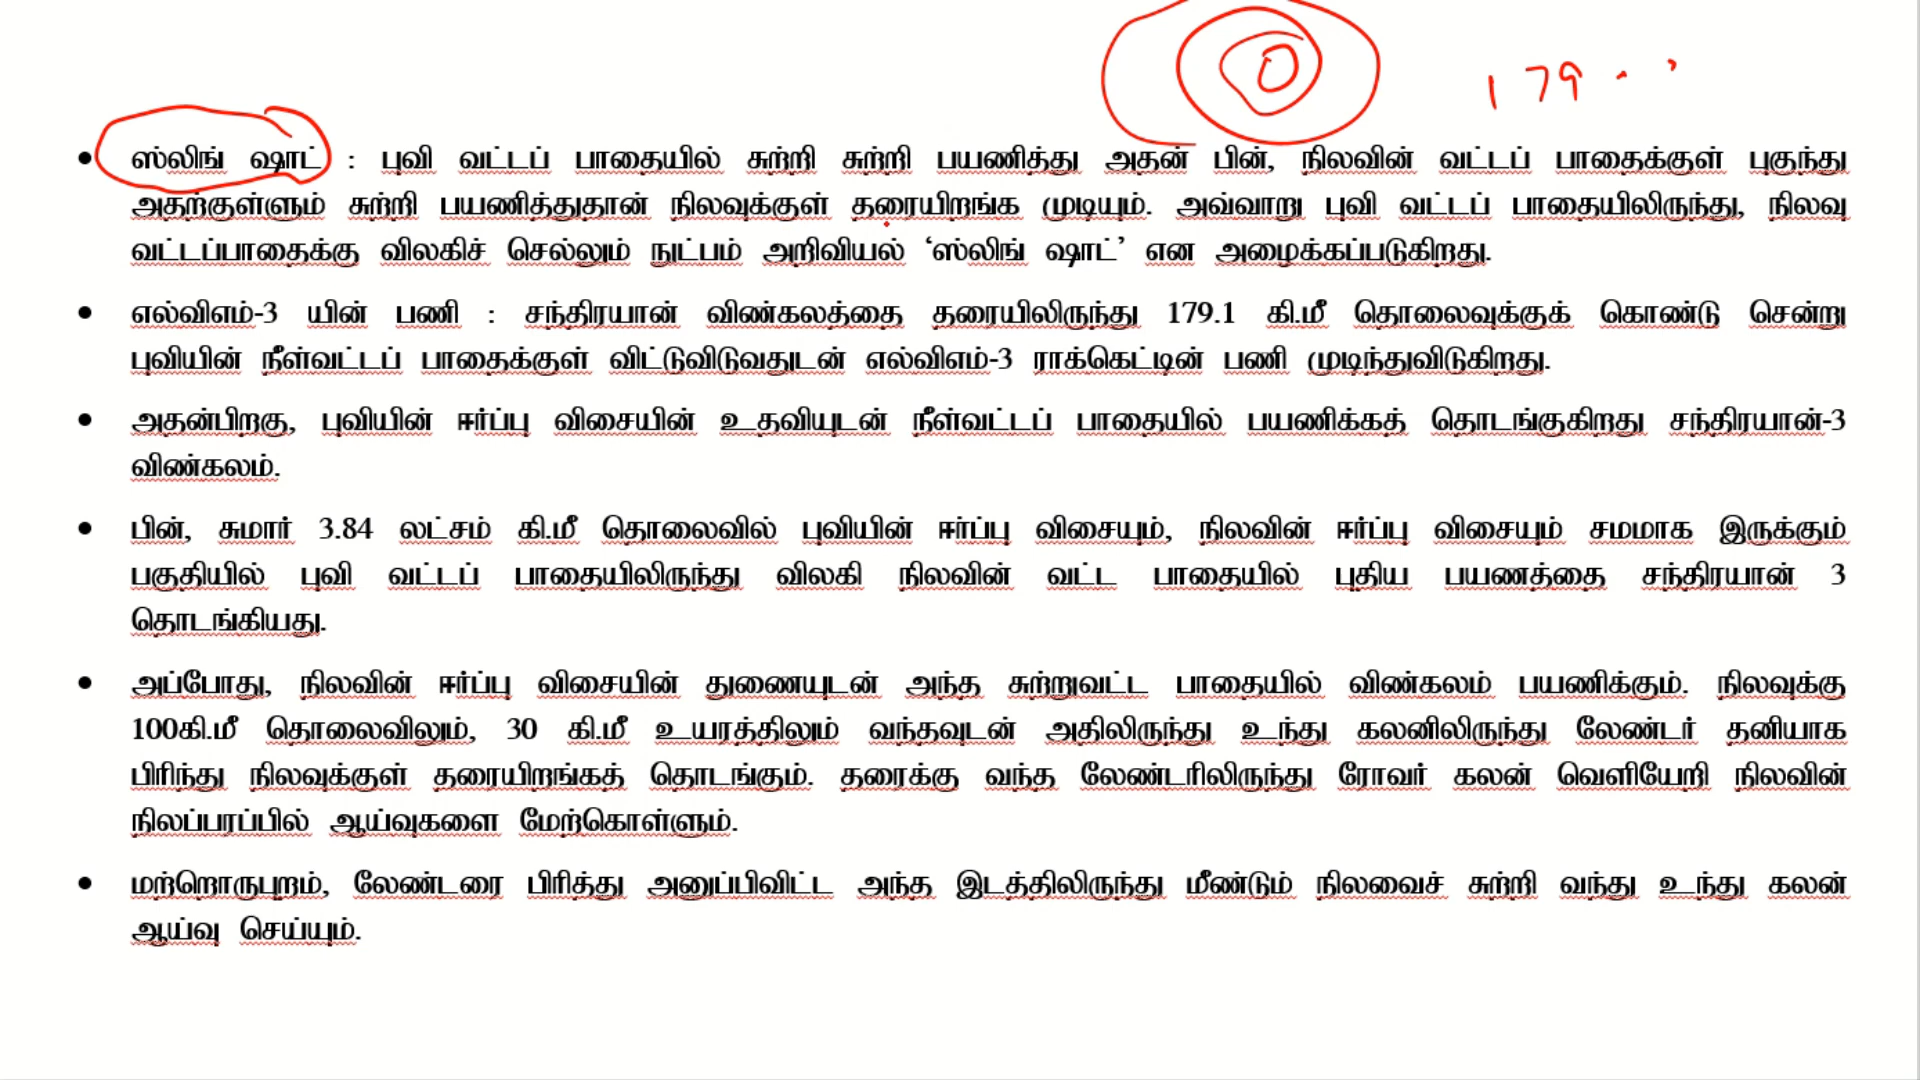 179 . .
• ஸ்லிங் ஷாட் : புவி வட்டப் பாதையில் சுற்றி சுற்றி பயணித்து அதன் பின், நிலவின் வட்டப் பாதைக்குள் புகுந்து
அதற்குள்ளும் சுற்றி பயணித்துதான் நிலவுக்குள் தரையிறங்க முடியும். அவ்வாறு புவி வட்டப் பாதையிலிருந்து, நிலவு
வட்டப்பாதைக்கு விலகிச் செல்லும் நுட்பம் அறிவியல் ‘ஸ்லிங் ஷாட்’ என அழைக்கப்படுகிறது.
• எல்விஎம்-3 யின் பணி : சந்திரயான் விண்கலத்தை தரையிலிருந்து 179.1 கி.மீ தொலைவுக்குக் கொண்டு சென்று
புவியின் நீள்வட்டப் பாதைக்குள் விட்டுவிடுவதுடன் எல்விஎம்-3 ராக்கெட்டின் பணி முடிந்துவிடுகிறது.
• அதன்பிறகு, புவியின் ஈர்ப்பு விசையின் உதவியுடன் நீள்வட்டப் பாதையில் பயணிக்கத் தொடங்குகிறது சந்திரயான்-3
விண்கலம்.
• பின், சுமார் 3.84 லட்சம் கி.மீ தொலைவில் புவியின் ஈர்ப்பு விசையும், நிலவின் ஈர்ப்பு விசையும் சமமாக இருக்கும்
பகுதியில் புவி வட்டப் பாதையிலிருந்து விலகி நிலவின் வட்ட பாதையில் புதிய பயணத்தை சந்திரயான் 3
தொடங்கியது.
• அப்போது, நிலவின் ஈர்ப்பு விசையின் துணையுடன் அந்த சுற்றுவட்ட பாதையில் விண்கலம் பயணிக்கும். நிலவுக்கு
100கி.மீ தொலைவிலும், 30 கி.மீ உயரத்திலும் வந்தவுடன் அதிலிருந்து உந்து கலனிலிருந்து லேண்டர் தனியாக
பிரிந்து நிலவுக்குள் தரையிறங்கத் தொடங்கும். தரைக்கு வந்த லேண்டரிலிருந்து ரோவர் கலன் வெளியேறி நிலவின்
நிலப்பரப்பில் ஆய்வுகளை மேற்கொள்ளும்.
• மற்றொருபுறம், லேண்டரை பிரித்து அனுப்பிவிட்ட அந்த இடத்திலிருந்து மீண்டும் நிலவைச் சுற்றி வந்து உந்து கலன்
ஆய்வு செய்யும்.